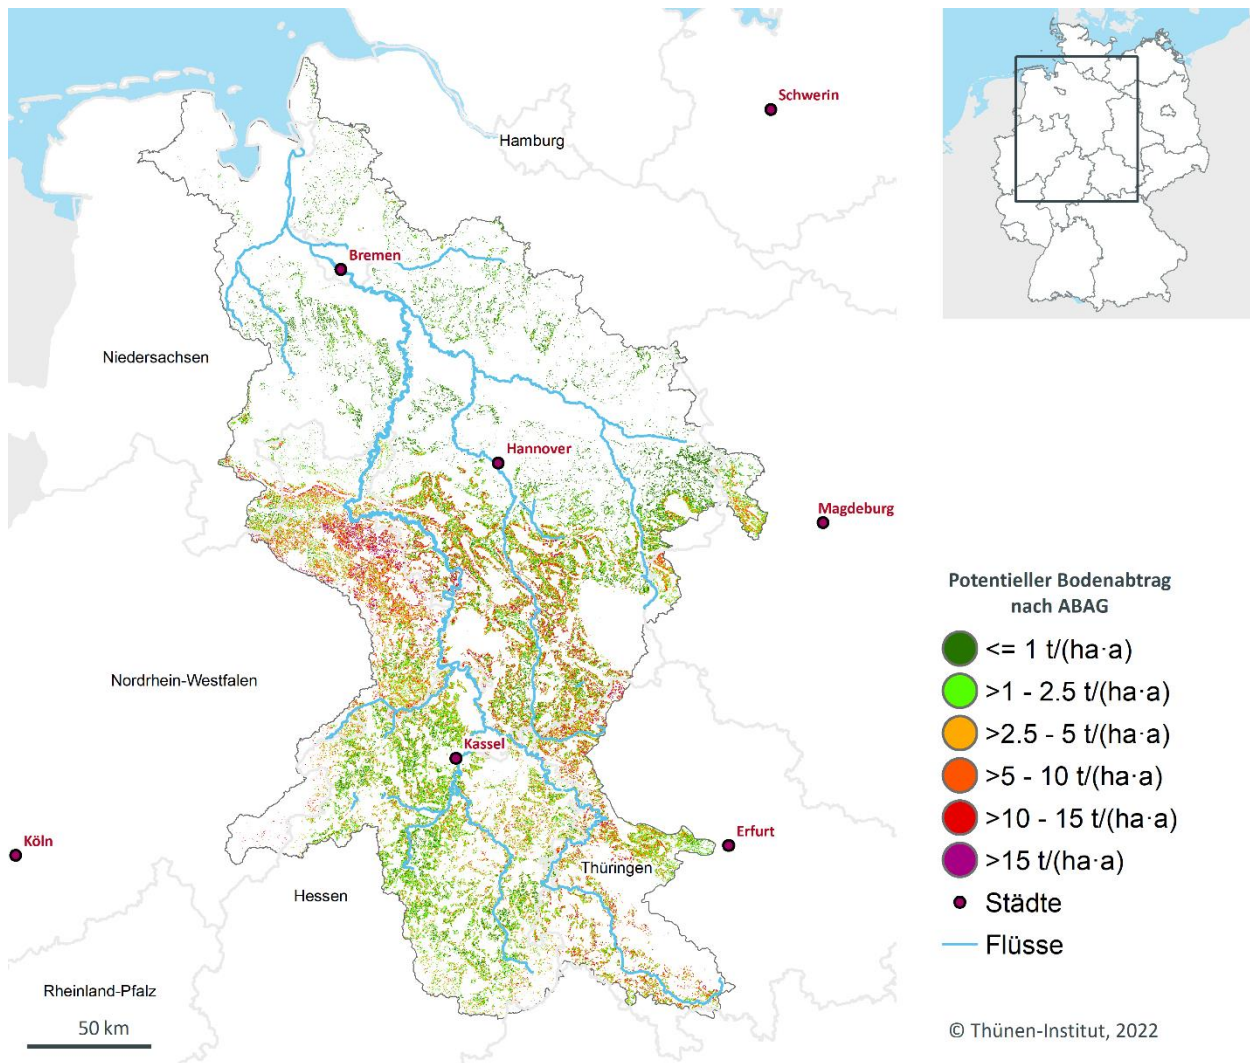 Schwerin
Hamburg
Bremen
Niedersachsen
Hannover
Magdeburg
Nordrhein-Westfalen
Kassel
Köln
Erfurt
Thüringen
Hessen
Rheinland-Pfalz
50 km
Potentieller Bodenabtrag
nach ABAG
<= 1 t/(ha·a)
>1 - 2.5 t/(ha·a)
>2.5 - 5 t/(ha·a)
>5 - 10 t/(ha·a)
>10 - 15 t/(ha·a)
>15 t/(ha·a)
Städte
Flüsse
© Thünen-Institut, 2022